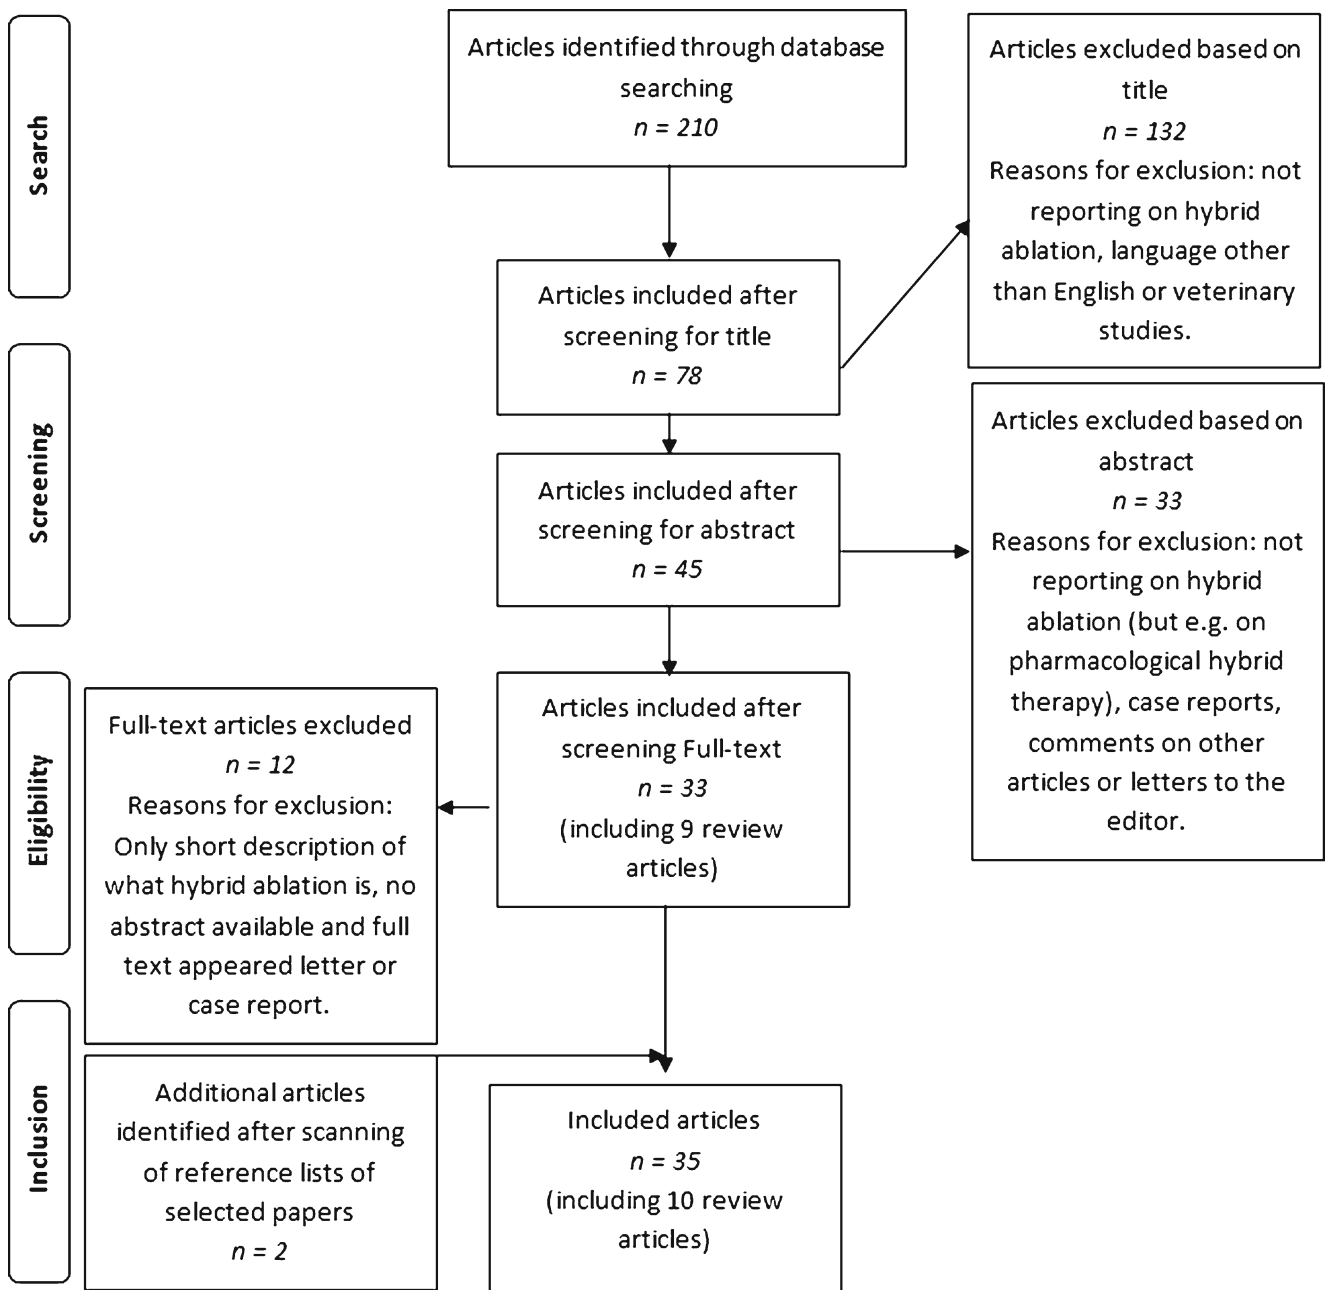 Search
Articles identified through database
searching
n = 210
Articles excluded based on
title
n = 132
Reasons for exclusion: not
reporting on hybrid
ablation, language other
than English or veterinary
studies.
Articles included after
screening for title
n = 78
Screening
Articles included after
screening for abstract
n = 45
Articles excluded based on
abstract
n = 33
Reasons for exclusion: not
reporting on hybrid
ablation (but e.g. on
pharmacological hybrid
therapy), case reports,
comments on other
articles or letters to the
editor.
Eligibility
Articles included after
screening Full-text
n = 33
(including 9 review
articles)
Full-text articles excluded
n = 12
Reasons for exclusion:
Only short description of
what hybrid ablation is, no
abstract available and full
text appeared letter or
case report.
Inclusion
Additional articles
identified after scanning
of reference lists of
selected papers
n = 2
Included articles
n = 35
(including 10 review
articles)